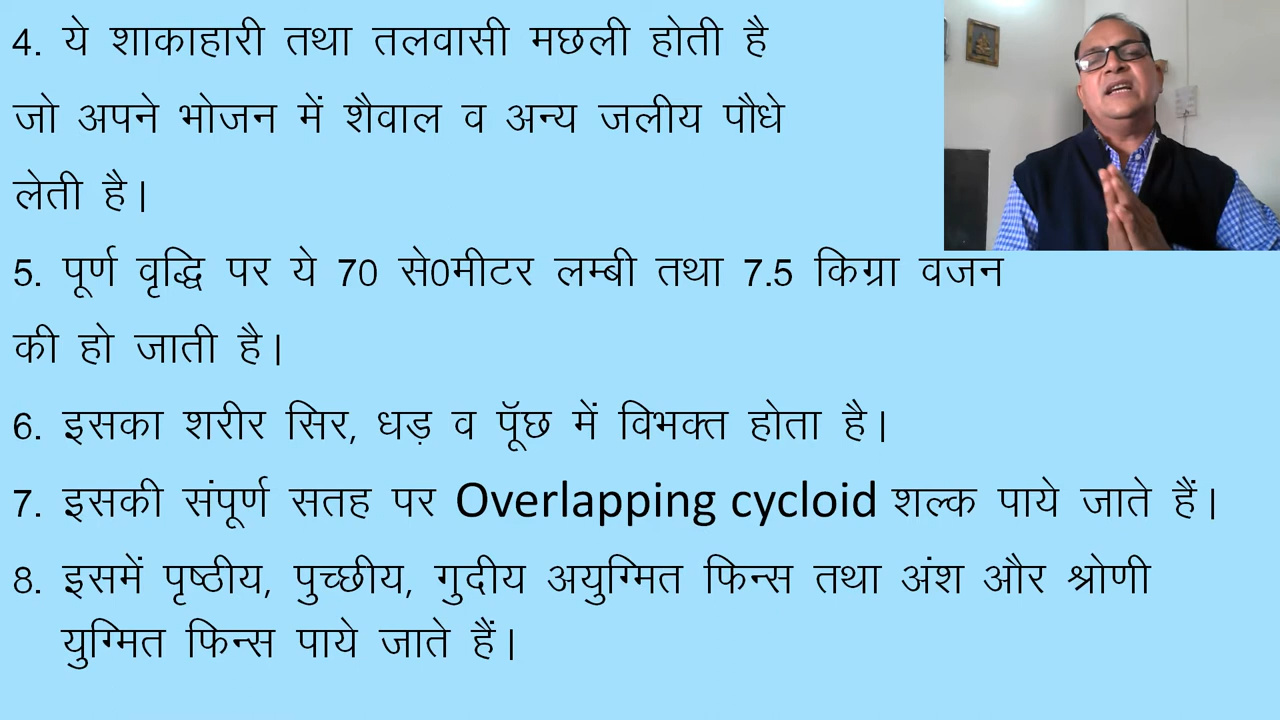 4. ये शाकाहारी तथा तलवासी मछली होती है
जो अपने भोजन में शैवाल व अन्य जलीय पौधे
लेती है।
5. पूर्ण वृद्धि पर ये 70 से0मीटर लम्बी तथा 7.5 किग्रा वजन
की हो जाती है।
6. इसका शरीर सिर, धड़ व पूॅछ में विभक्त होता है।
7. इसकी संपूर्ण सतह पर Overlapping cycloid शल्क पाये जाते हैं।
8. इसमें पृष्ठीय, पुच्छीय, गुदीय अयुग्मित फिन्स तथा अंश और श्रोणी
युग्मित फिन्स पाये जाते हैं।